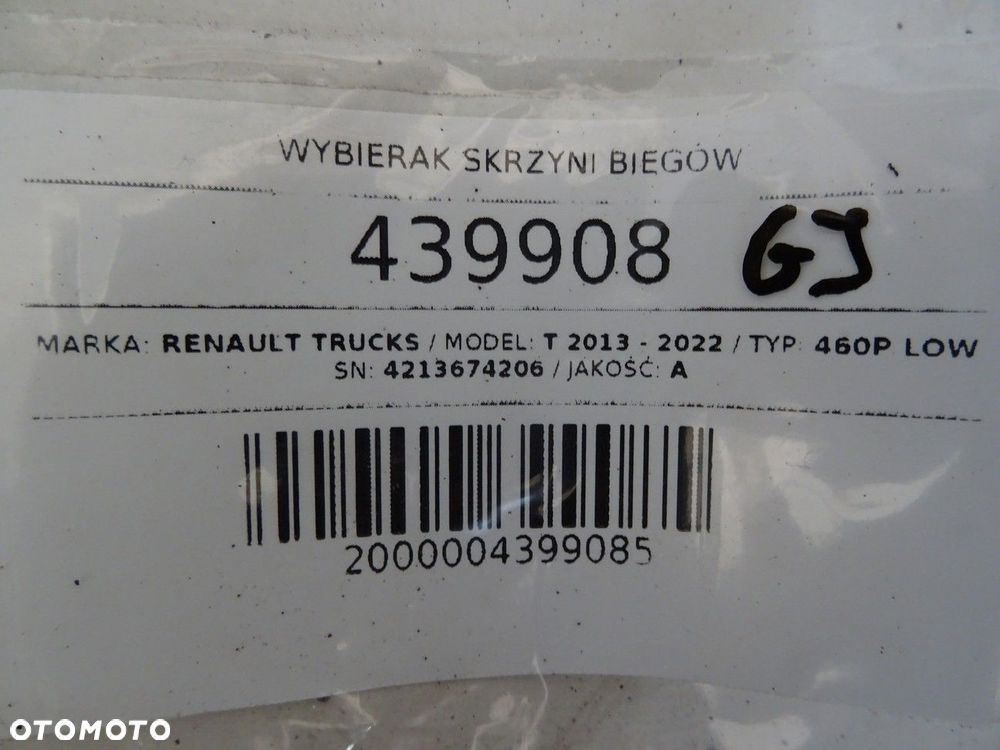 WYBIERAK SKRZYNI BIEGÓW
439908 GJ
MARKA: RENAULT TRUCKS / MODEL: T 2013 - 2022 / TYP: 460P LOW
SN: 4213674206 / JAKOŚĆ: A
2000004399085
OTOMOTO